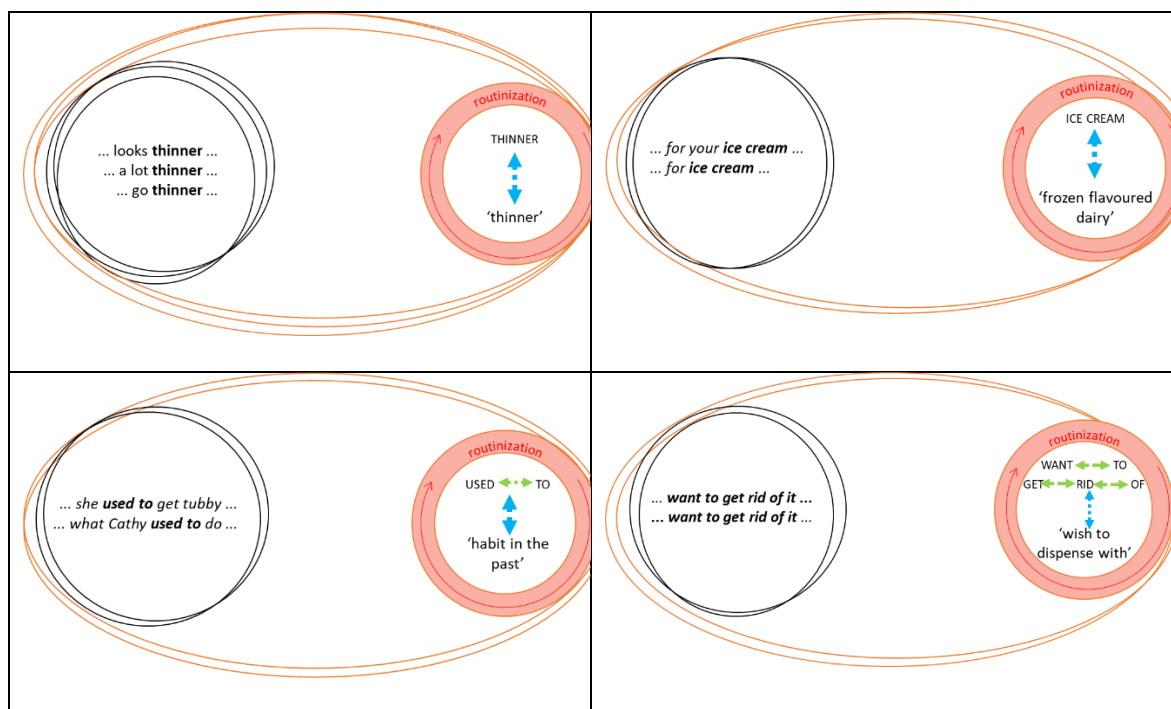 ... looks thinner ...
... a lot thinner ...
... go thinner ...
routinization
THINNER
‘thinner’
... for your ice cream ...
... for ice cream ...
routinization
ICE CREAM
‘frozen flavoured
dairy’
... she used to get tubby ...
... what Cathy used to do ...
routinization
USED TO
‘habit in the
past’
... want to get rid of it ...
... want to get rid of it ...
routinization
WANT TO
GET RID OF
‘wish to
dispense with’